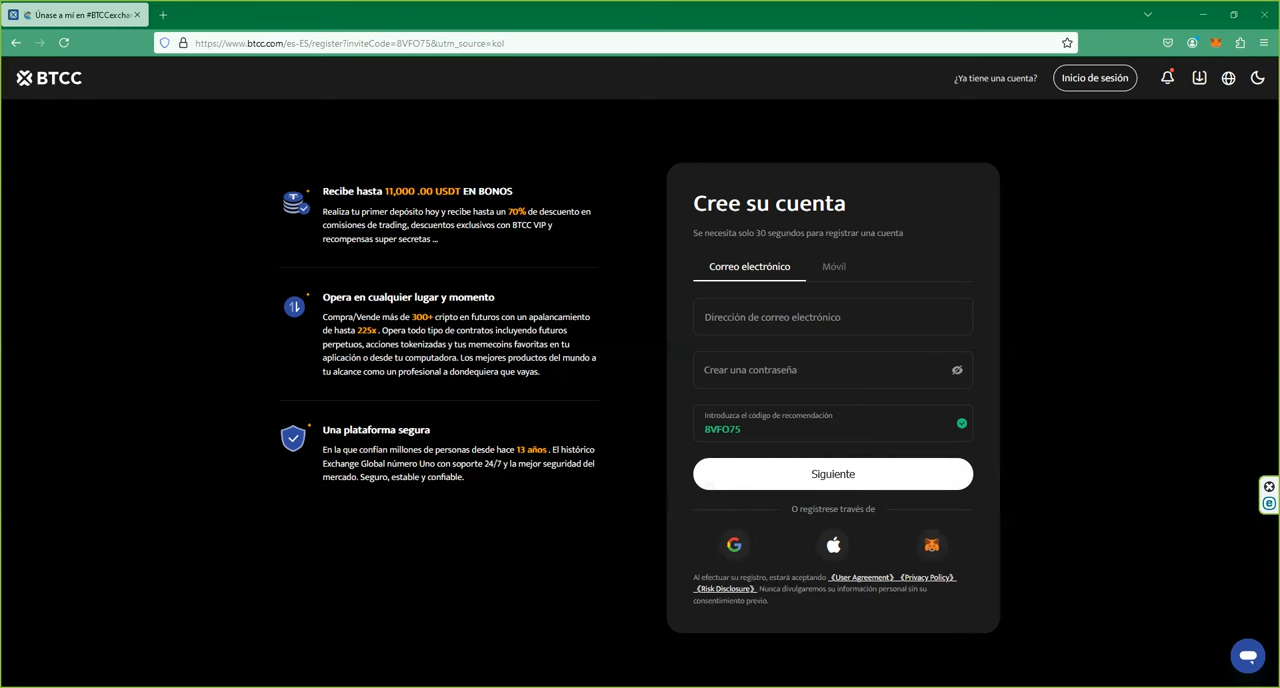 Únase a mí en #BTCCexcha
https://www.btcc.com/es-ES/register?inviteCode=8VFO75&utm_source=kol
BTCC
¿Ya tiene una cuenta?
Inicio de sesión
Recibe hasta 11,000 .00 USDT EN BONOS
Realiza tu primer depósito hoy y recibe hasta un 70% de descuento en
comisiones de trading, descuentos exclusivos con BTCC VIP y
recompensas super secretas ...
Opera en cualquier lugar y momento
Compra/Vende más de 300+ cripto en futuros con un apalancamiento
de hasta 225x . Opera todo tipo de contratos incluyendo futuros
perpetuos, acciones tokenizadas y tus memecoins favoritas en tu
aplicación o desde tu computadora. Los mejores productos del mundo a
tu alcance como un profesional a dondequiera que vayas.
Una plataforma segura
En la que confían millones de personas desde hace 13 años . El histórico
Exchange Global número Uno con soporte 24/7 y la mejor seguridad del
mercado. Seguro, estable y confiable.
Cree su cuenta
Se necesita solo 30 segundos para registrar una cuenta
Correo electrónico
Móvil
Dirección de correo electrónico
Crear una contraseña
Introduzca el código de recomendación
8VFO75
Siguiente
O regístrese través de
Al efectuar su registro, estará aceptando 《User Agreement》 《Privacy Policy》
《Risk Disclosure》 Nunca divulgaremos su información personal sin su
consentimiento previo.